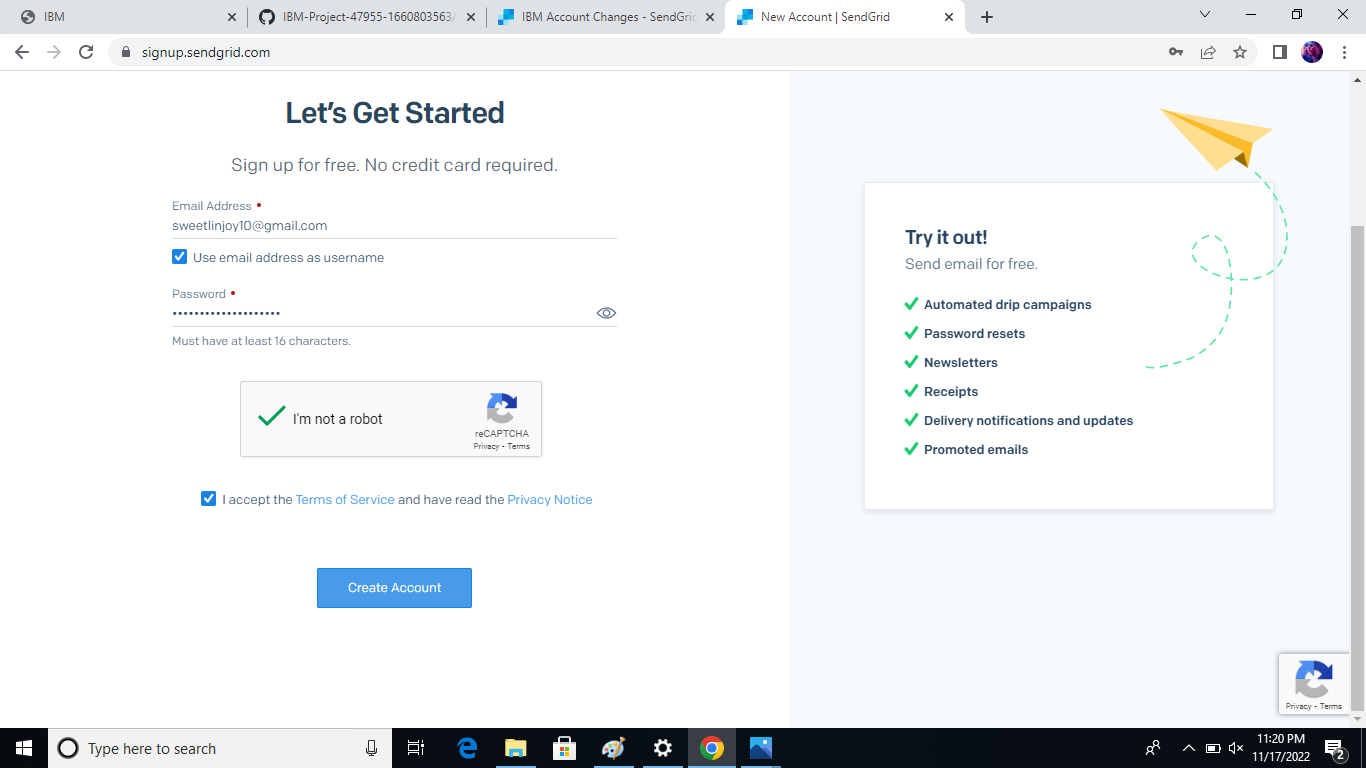 IBM
IBM-Project-47955-1660803563/
IBM Account Changes - SendGri
New Account | SendGrid
signup.sendgrid.com
Let's Get Started
Sign up for free. No credit card required.
Email Address •
sweetlinjoy10@gmail.com
Use email address as username
Password •
Must have at least 16 characters.
I'm not a robot
reCAPTCHA
Privacy - Terms
I accept the Terms of Service and have read the Privacy Notice
Create Account
Try it out!
Send email for free.
Automated drip campaigns
Password resets
Newsletters
Receipts
Delivery notifications and updates
Promoted emails
Privacy - Terms
Type here to search
11:20 PM
11/17/2022
2